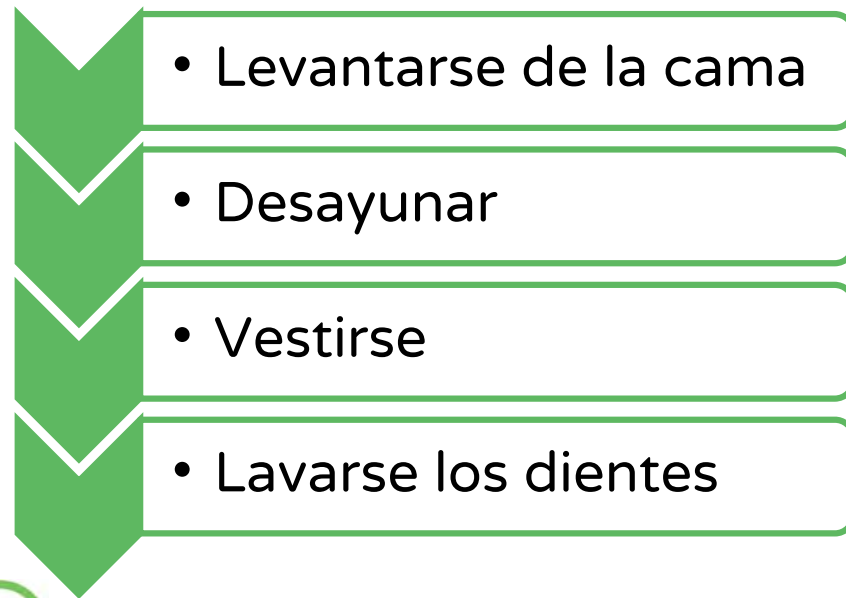 • Levantarse de la cama
• Desayunar
• Vestirse
• Lavarse los dientes